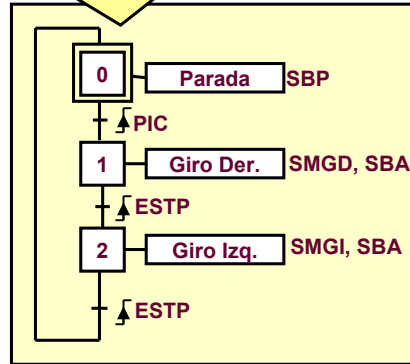 0 Parada SBP
PIC
1 Giro Der. SMGD, SBA
ESTP
2 Giro Izq. SMGI, SBA
ESTP